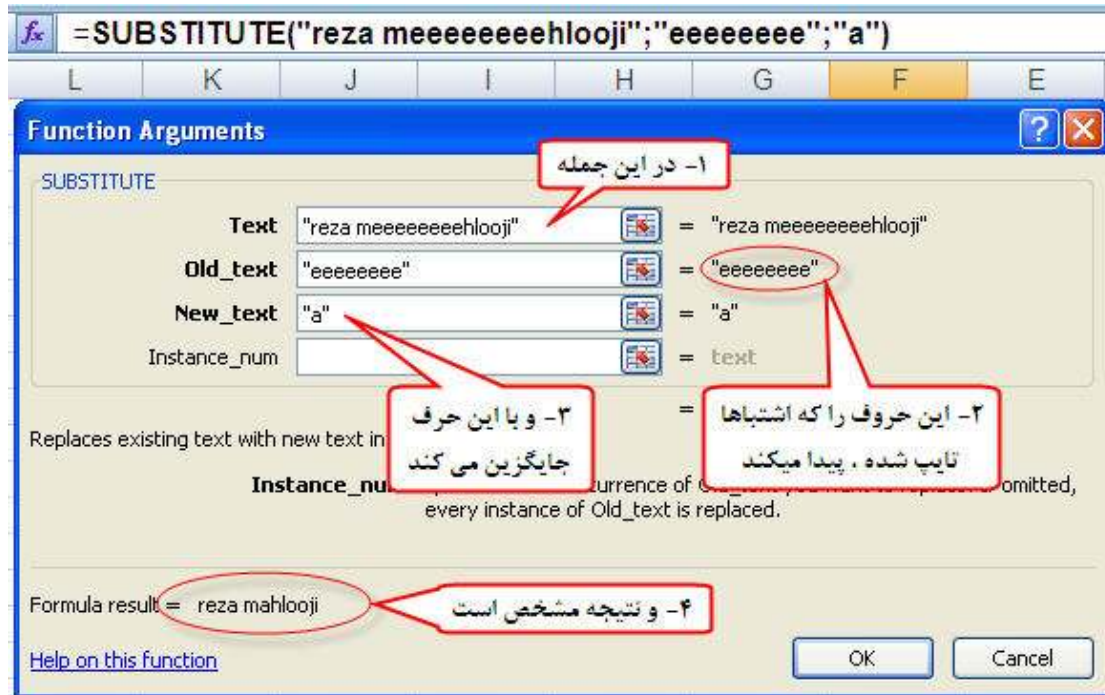 fx =SUBSTITUTE("reza meeeeeeeehlooji";"eeeeeeee";"a")
L K J I H G F E
Function Arguments
۱- در این جمله
SUBSTITUTE
Text "reza meeeeeeeehlooji" = "reza meeeeeeeehlooji"
Old_text "eeeeeeee" = "eeeeeeee"
New_text "a" = "a"
Instance_num = text
=
۳- و با این حرف
جایگزین می کند
۲- این حروف را که اشتباها
تایپ شده ، پیدا میکند
Replaces existing text with new text in
of omitted,
every instance of Old_text is replaced.
Formula result = reza mahlooji
۴- و نتیجه مشخص است
Help on this function
OK Cancel